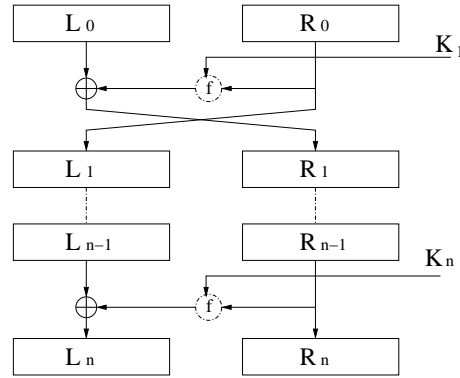 L 0 R 0
K 1
f
L 1 R 1
L n−1 R n−1
K n
f
L n R n